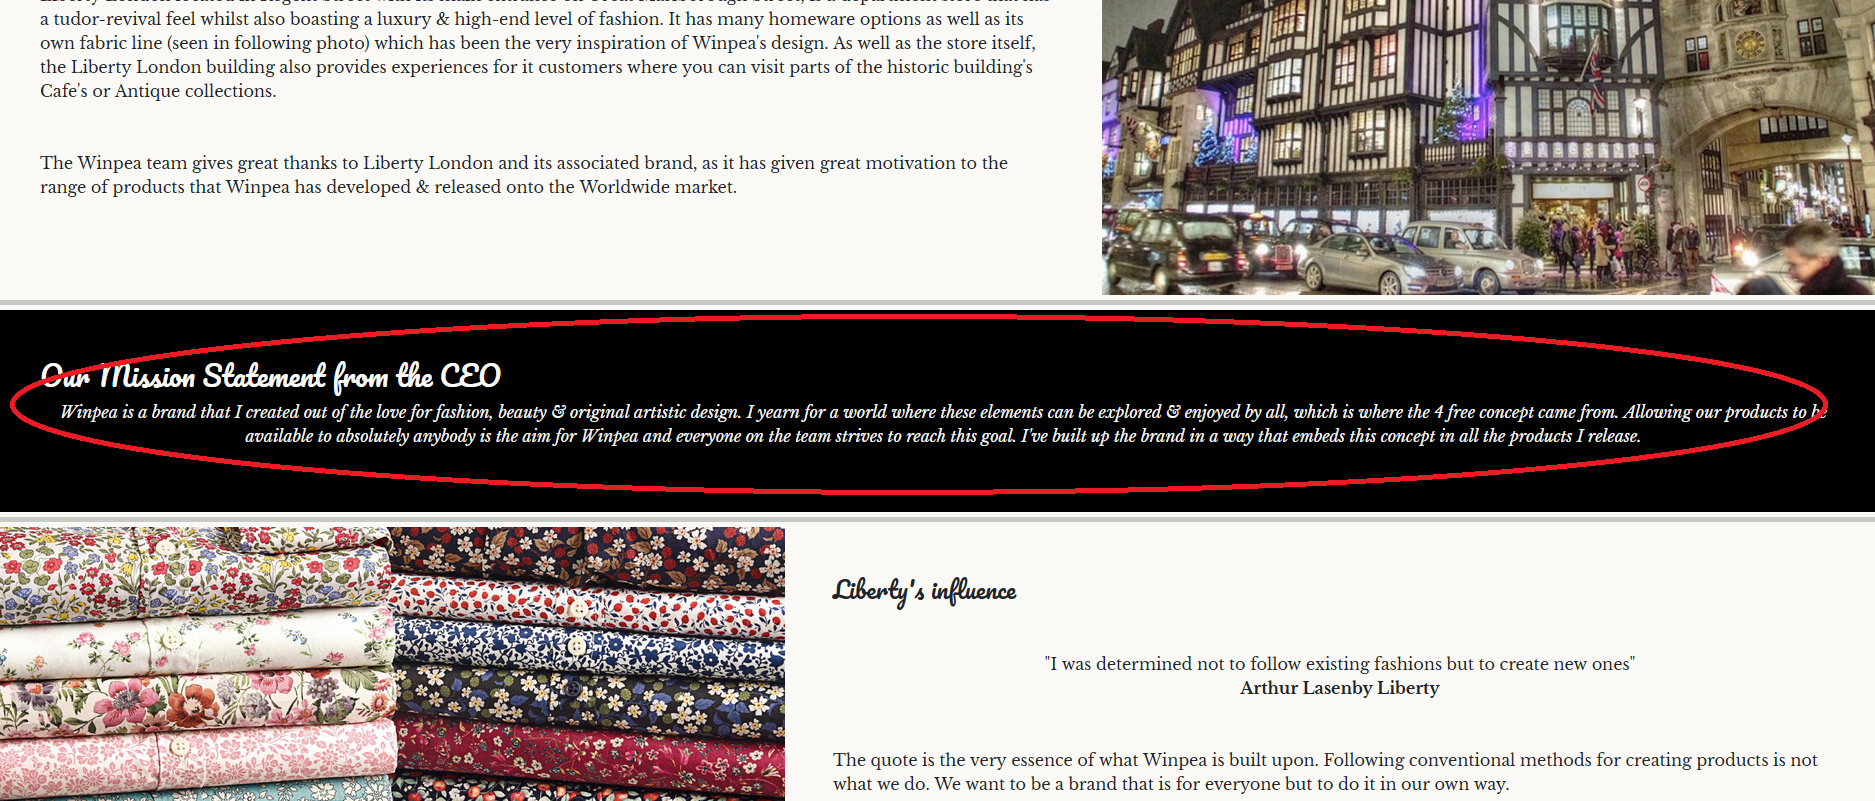 a tudor-revival feel whilst also boasting a luxury & high-end level of fashion. It has many homeware options as well as its
own fabric line (seen in following photo) which has been the very inspiration of Winpea's design. As well as the store itself,
the Liberty London building also provides experiences for it customers where you can visit parts of the historic building's
Cafe's or Antique collections.
The Winpea team gives great thanks to Liberty London and its associated brand, as it has given great motivation to the
range of products that Winpea has developed & released onto the Worldwide market.
Our Mission Statement from the CEO
Winpea is a brand that I created out of the love for fashion, beauty & original artistic design. I yearn for a world where these elements can be explored & enjoyed by all, which is where the 4 free concept came from. Allowing our products to be
available to absolutely anybody is the aim for Winpea and everyone on the team strives to reach this goal. I've built up the brand in a way that embeds this concept in all the products I release.
Liberty's influence
"I was determined not to follow existing fashions but to create new ones"
Arthur Lasenby Liberty
The quote is the very essence of what Winpea is built upon. Following conventional methods for creating products is not
what we do. We want to be a brand that is for everyone but to do it in our own way.